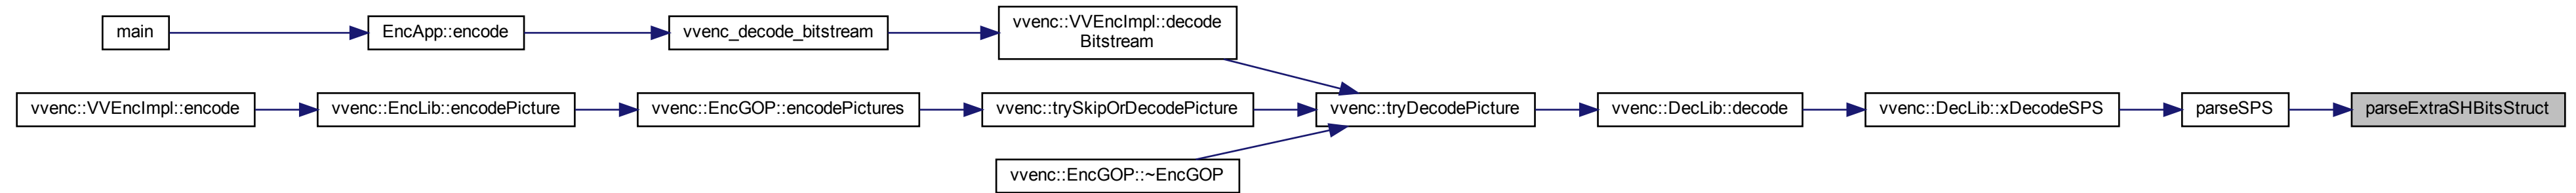 main
EncApp::encode
vvenc_decode_bitstream
vvenc::VVEncImpl::decode
Bitstream
vvenc::VVEncImpl::encode
vvenc::EncLib::encodePicture
vvenc::EncGOP::encodePictures
vvenc::trySkipOrDecodePicture
vvenc::tryDecodePicture
vvenc::DecLib::decode
vvenc::DecLib::xDecodeSPS
parseSPS
parseExtraSHBitsStruct
vvenc::EncGOP::~EncGOP